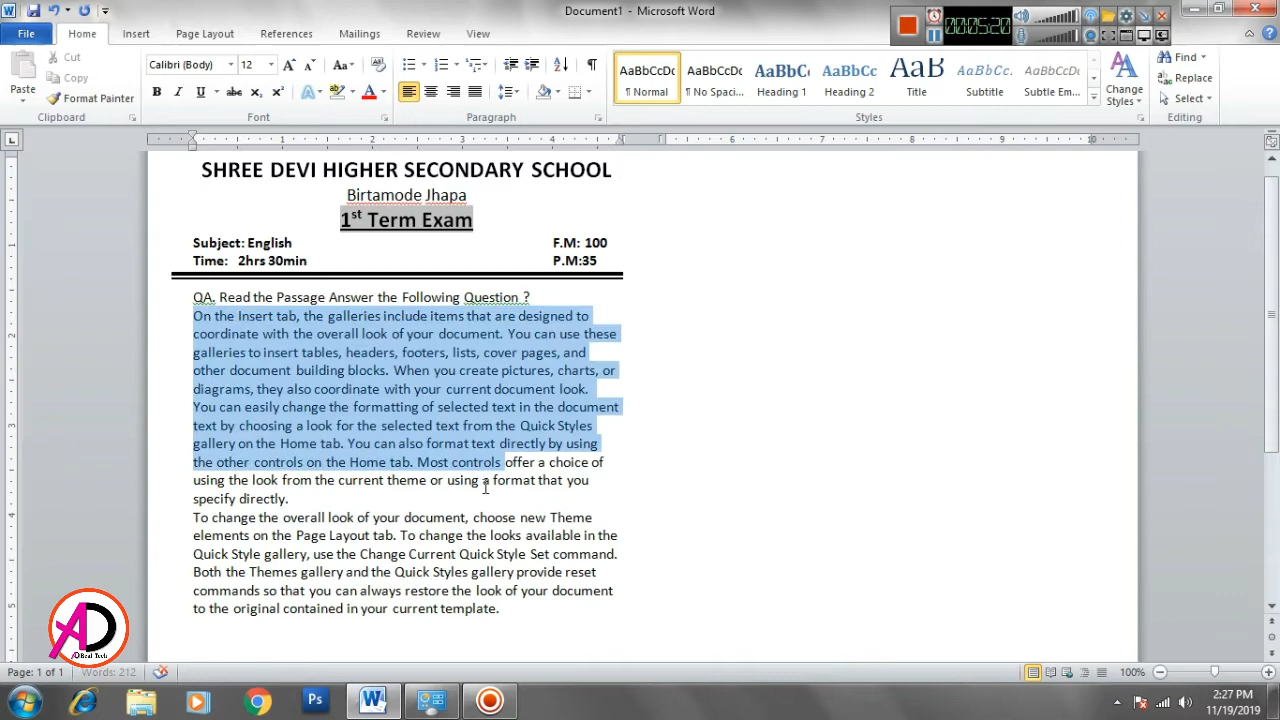 Document1 - Microsoft Word
00:05:20
File Home Insert Page Layout References Mailings Review View
Cut
Copy
Format Painter
Paste
Clipboard
Calibri (Body) 12
Font
Paragraph
AaBbCcDc AaBbCcDc AaBbCc AaBbCc AaB AaBbCc. AaBbCcDc
¶ Normal ¶ No Spaci... Heading 1 Heading 2 Title Subtitle Subtle Em...
Change Styles
Styles
Find
Replace
Select
Editing
SHREE DEVI HIGHER SECONDARY SCHOOL
Birtamode Jhapa
1st Term Exam
Subject: English F.M: 100
Time: 2hrs 30min P.M:35
QA. Read the Passage Answer the Following Question ?
On the Insert tab, the galleries include items that are designed to
coordinate with the overall look of your document. You can use these
galleries to insert tables, headers, footers, lists, cover pages, and
other document building blocks. When you create pictures, charts, or
diagrams, they also coordinate with your current document look.
You can easily change the formatting of selected text in the document
text by choosing a look for the selected text from the Quick Styles
gallery on the Home tab. You can also format text directly by using
the other controls on the Home tab. Most controls offer a choice of
using the look from the current theme or using a format that you
specify directly.
To change the overall look of your document, choose new Theme
elements on the Page Layout tab. To change the looks available in the
Quick Style gallery, use the Change Current Quick Style Set command.
Both the Themes gallery and the Quick Styles gallery provide reset
commands so that you can always restore the look of your document
to the original contained in your current template.
Page: 1 of 1 Words: 212 100%
2:27 PM
11/19/2019